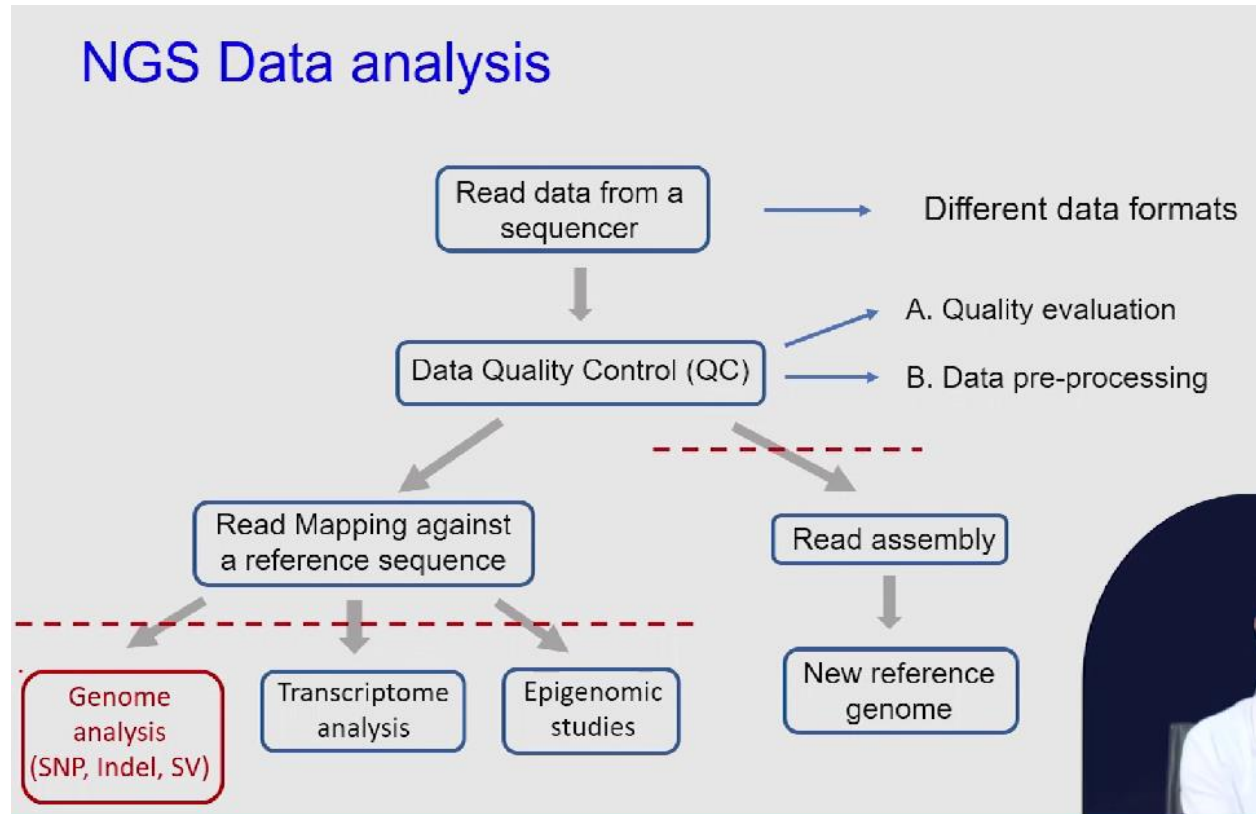 NGS Data analysis
Read data from a
sequencer
Different data formats
A. Quality evaluation
Data Quality Control (QC)
B. Data pre-processing
Read Mapping against
a reference sequence
Read assembly
Genome
analysis
(SNP, Indel, SV)
Transcriptome
analysis
Epigenomic
studies
New reference
genome